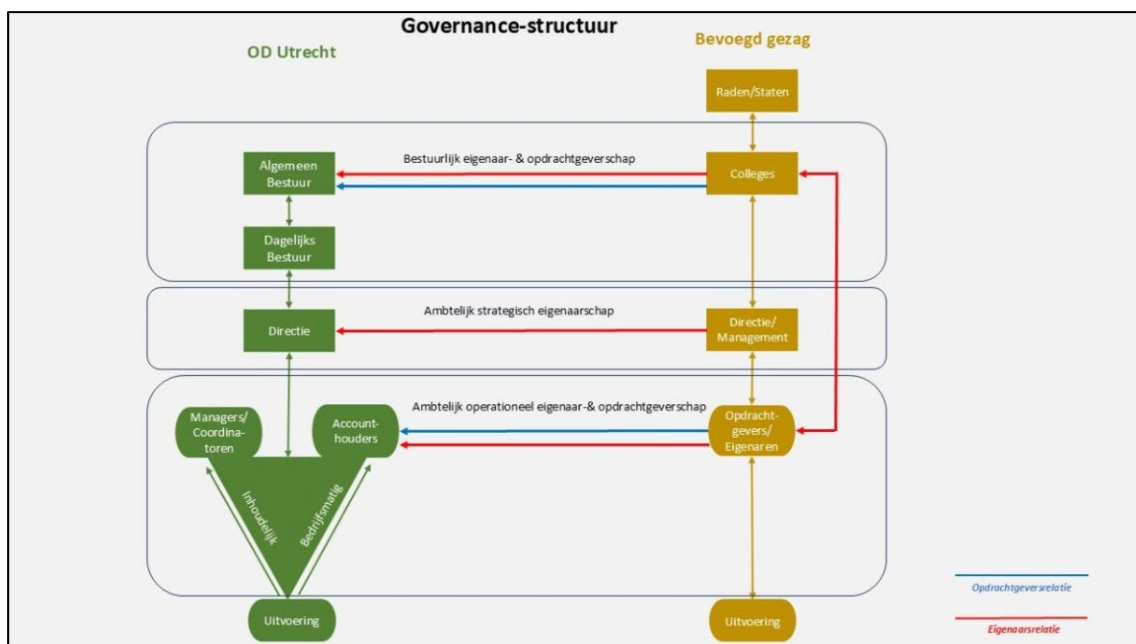 Governance-structuur
OD Utrecht
Bevoegd gezag
Raden/Staten
Bestuurlijk eigenaar- & opdrachtgeverschap
Algemeen
Bestuur
Colleges
Dagelijks
Bestuur
Ambtelijk strategisch eigenaarschap
Directie
Directie/
Management
Managers/
Coordina-
toren
Account-
houders
Ambtelijk operationeel eigenaar-& opdrachtgeverschap
Opdracht-
gevers/
Eigenaren
Inhoudelijk
Bedrijfsmatig
Uitvoering
Uitvoering
Opdrachtgeversrelatie
Eigenaarsrelatie